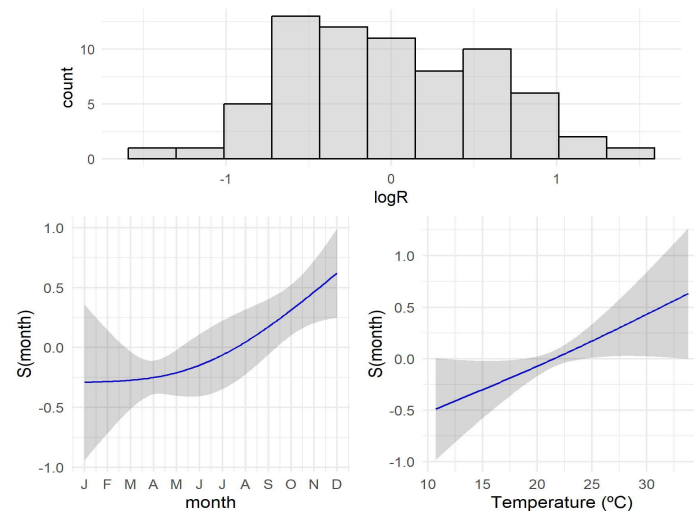 count
10
5
0
-1 0 1
logR
S(month)
1.0
0.5
0.0
-0.5
-1.0
J F M A M J J A S O N D
month
S(month)
1.0
0.5
0.0
-0.5
-1.0
10 15 20 25 30
Temperature (ºC)